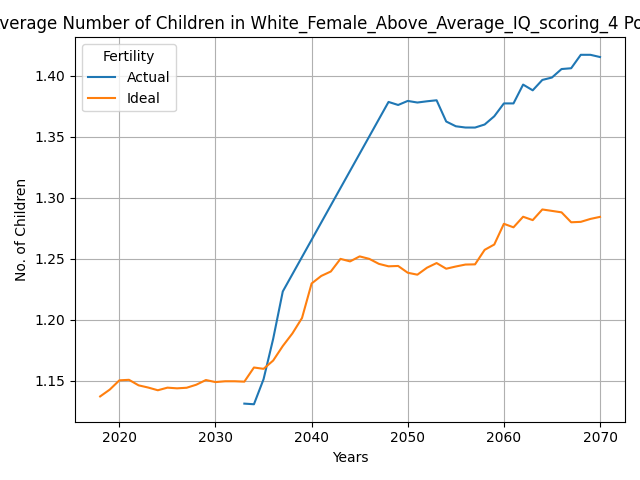 verage Number of Children in White_Female_Above_Average_IQ_scoring_4 Po
Fertility
Actual
Ideal
1.40
1.35
1.30
1.25
1.20
1.15
No. of Children
2020 2030 2040 2050 2060 2070
Years